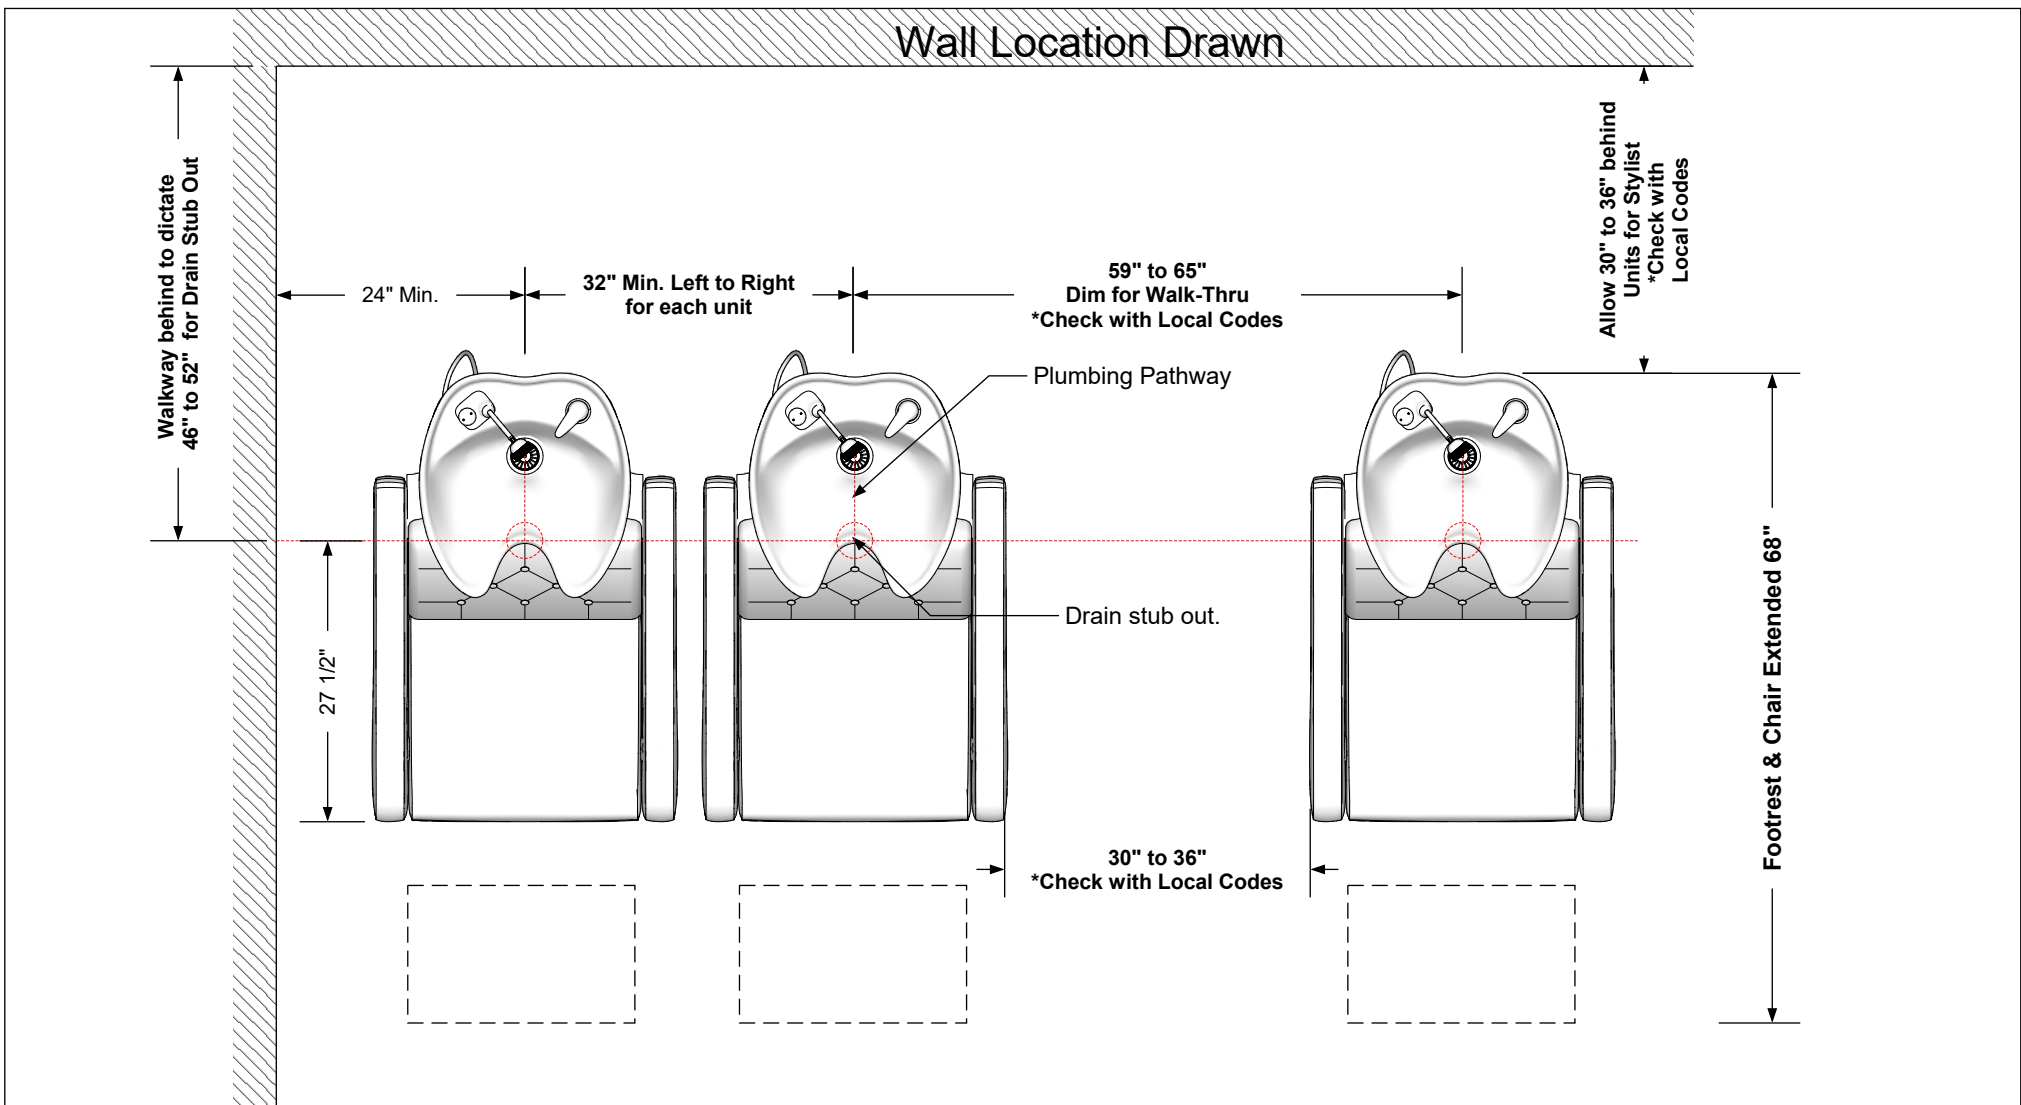 Wall Location Drawn
Walkway behind to dictate
46" to 52" for Drain Stub Out
Allow 30" to 36" behind
Units for Stylist
*Check with
Local Codes
24" Min.
32" Min. Left to Right
for each unit
59" to 65"
Dim for Walk-Thru
*Check with Local Codes
Plumbing Pathway
Drain stub out.
27 1/2"
Footrest & Chair Extended 68"
30" to 36"
*Check with Local Codes